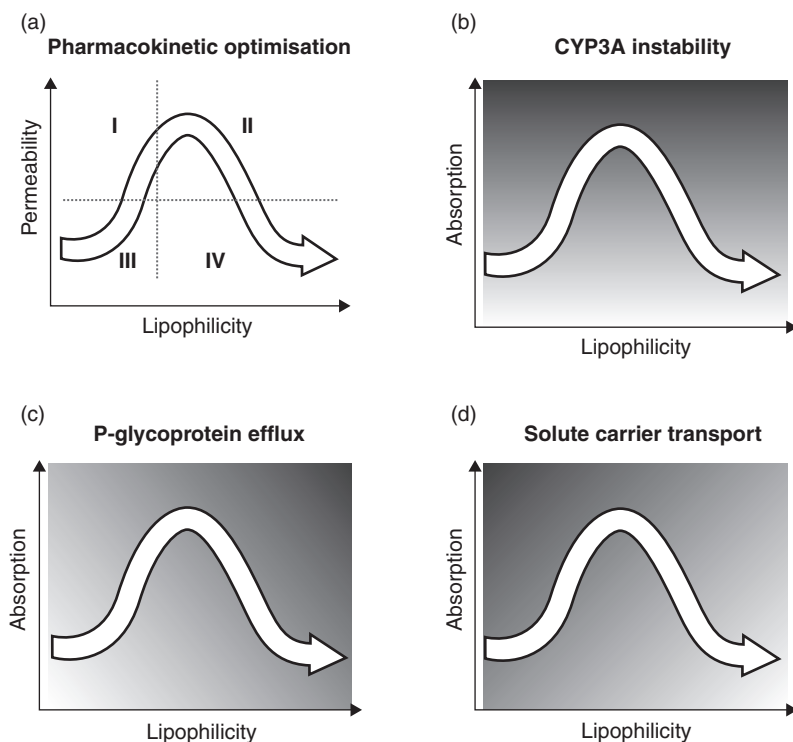 (a)
Pharmacokinetic optimisation
Permeability
I
II
III
IV
Lipophilicity
(b)
CYP3A instability
Absorption
Lipophilicity
(c)
P-glycoprotein efflux
Absorption
Lipophilicity
(d)
Solute carrier transport
Absorption
Lipophilicity